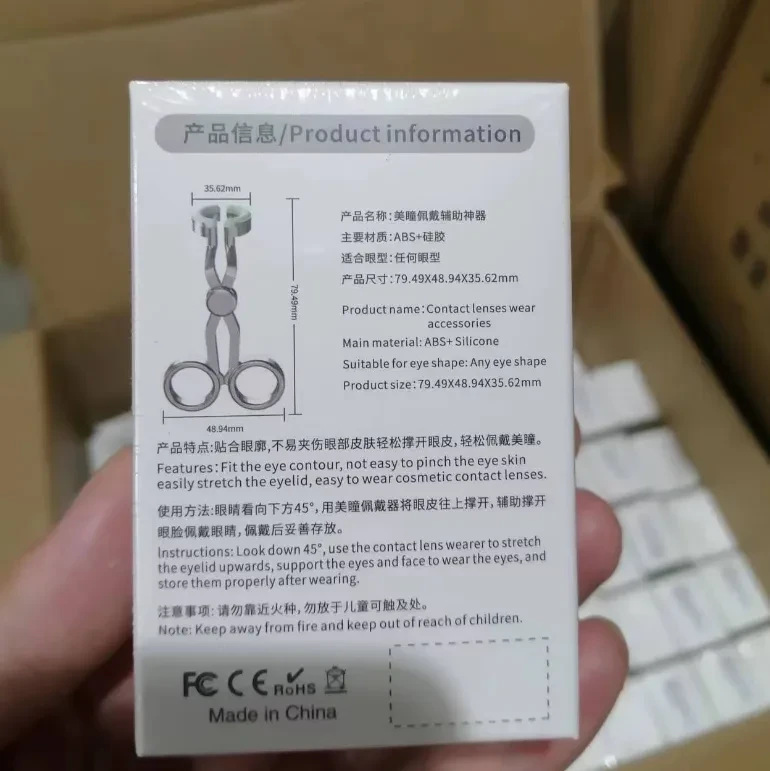 产品信息/Product information
35.62mm
79.49mm
48.94mm
产品名称:美瞳佩戴辅助神器
主要材质:ABS+硅胶
适合眼型:任何眼型
产品尺寸:79.49X48.94X35.62mm
Product name: Contact lenses wear
accessories
Main material: ABS+ Silicone
Suitable for eye shape: Any eye shape
Product size: 79.49X48.94X35.62mm
产品特点:贴合眼廓,不易夹伤眼部皮肤轻松撑开眼皮,轻松佩戴美瞳。
Features: Fit the eye contour, not easy to pinch the eye skin
easily stretch the eyelid, easy to wear cosmetic contact lenses.
使用方法:眼睛看向下方45°,用美瞳佩戴器将眼皮往上撑开,辅助撑开
眼脸佩戴眼睛,佩戴后妥善存放。
Instructions: Look down 45°, use the contact lens wearer to stretch
the eyelid upwards, support the eyes and face to wear the eyes, and
store them properly after wearing.
注意事项:请勿靠近火种,勿放于儿童可触及处。
Note: Keep away from fire and keep out of reach of children.
FC CE RoHS
Made in China